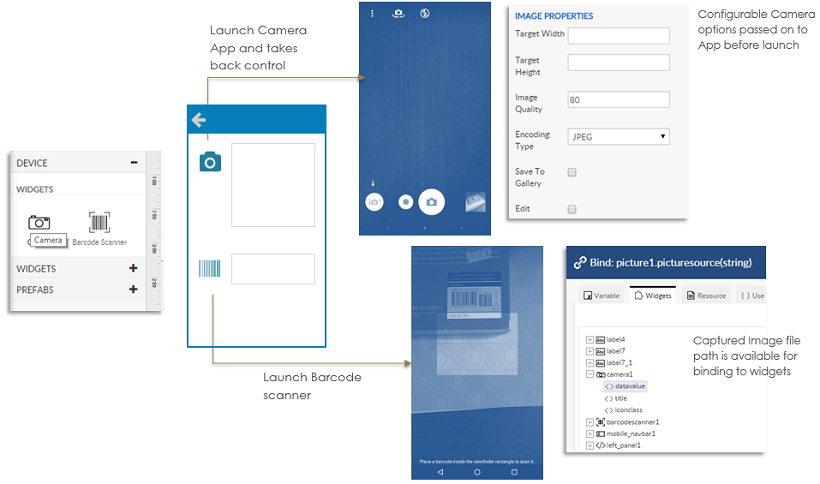 Launch Camera
App and takes
back control
IMAGE PROPERTIES
Target Width
Target
Height
Image
Quality
80
Encoding
Type
JPEG
Save To
Gallery
Edit
Configurable Camera
options passed on to
App before launch
DEVICE
WIDGETS
Camera
Barcode Scanner
WIDGETS
PREFABS
100
150
200
250
Launch Barcode
scanner
Place a barcode inside the viewfinder rectangle to scan it.
Bind: picture1.picturesource(string)
Variable
Widgets
Resource
Use
label4
label7
label7_1
camera1
datavalue
title
iconclass
barcodescanner1
mobile_navbar1
left_panel1
Captured Image file
path is available for
binding to widgets